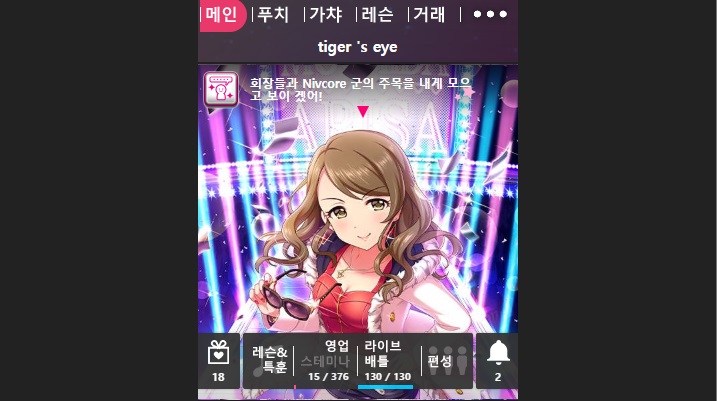 메인 푸치 가챠 레슨 거래
tiger 's eye
회장들과 Nivcore 군의 주목을 내게 모으
고 보이 겠어!
ARISA
레슨&
특훈
영업
스테미나
15 / 376
라이브
배틀
130 / 130
편성
18
2